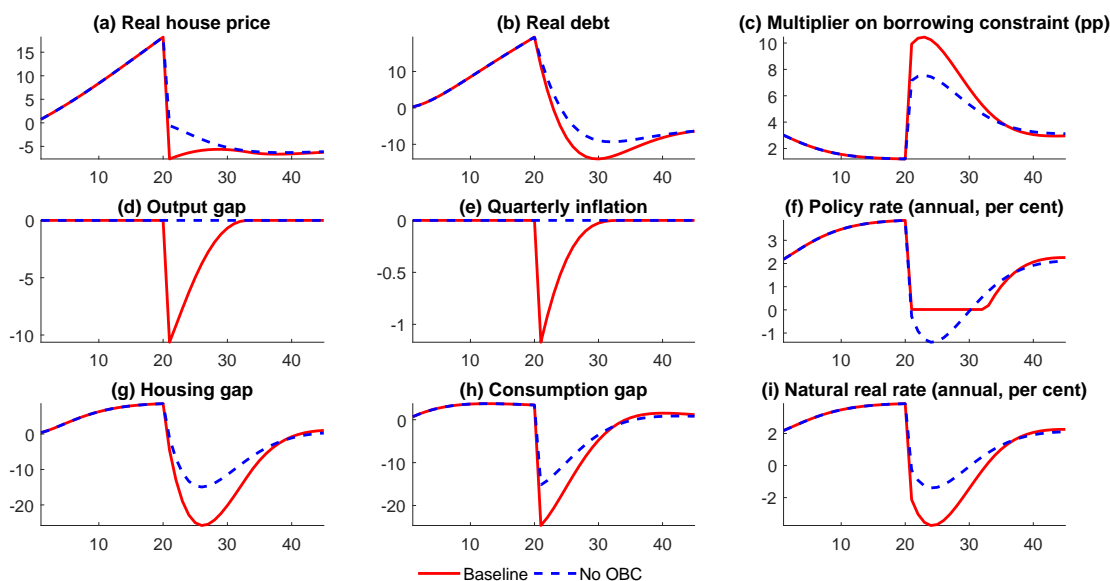 (a) Real house price
15
10
5
0
-5
10 20 30 40
(b) Real debt
10
0
-10
10 20 30 40
(c) Multiplier on borrowing constraint (pp)
10
8
6
4
2
10 20 30 40
(d) Output gap
0
-5
-10
10 20 30 40
(e) Quarterly inflation
0
-0.5
-1
10 20 30 40
(f) Policy rate (annual, per cent)
3
2
1
0
-1
10 20 30 40
(g) Housing gap
0
-10
-20
10 20 30 40
(h) Consumption gap
0
-10
-20
10 20 30 40
(i) Natural real rate (annual, per cent)
2
0
-2
10 20 30 40
Baseline No OBC